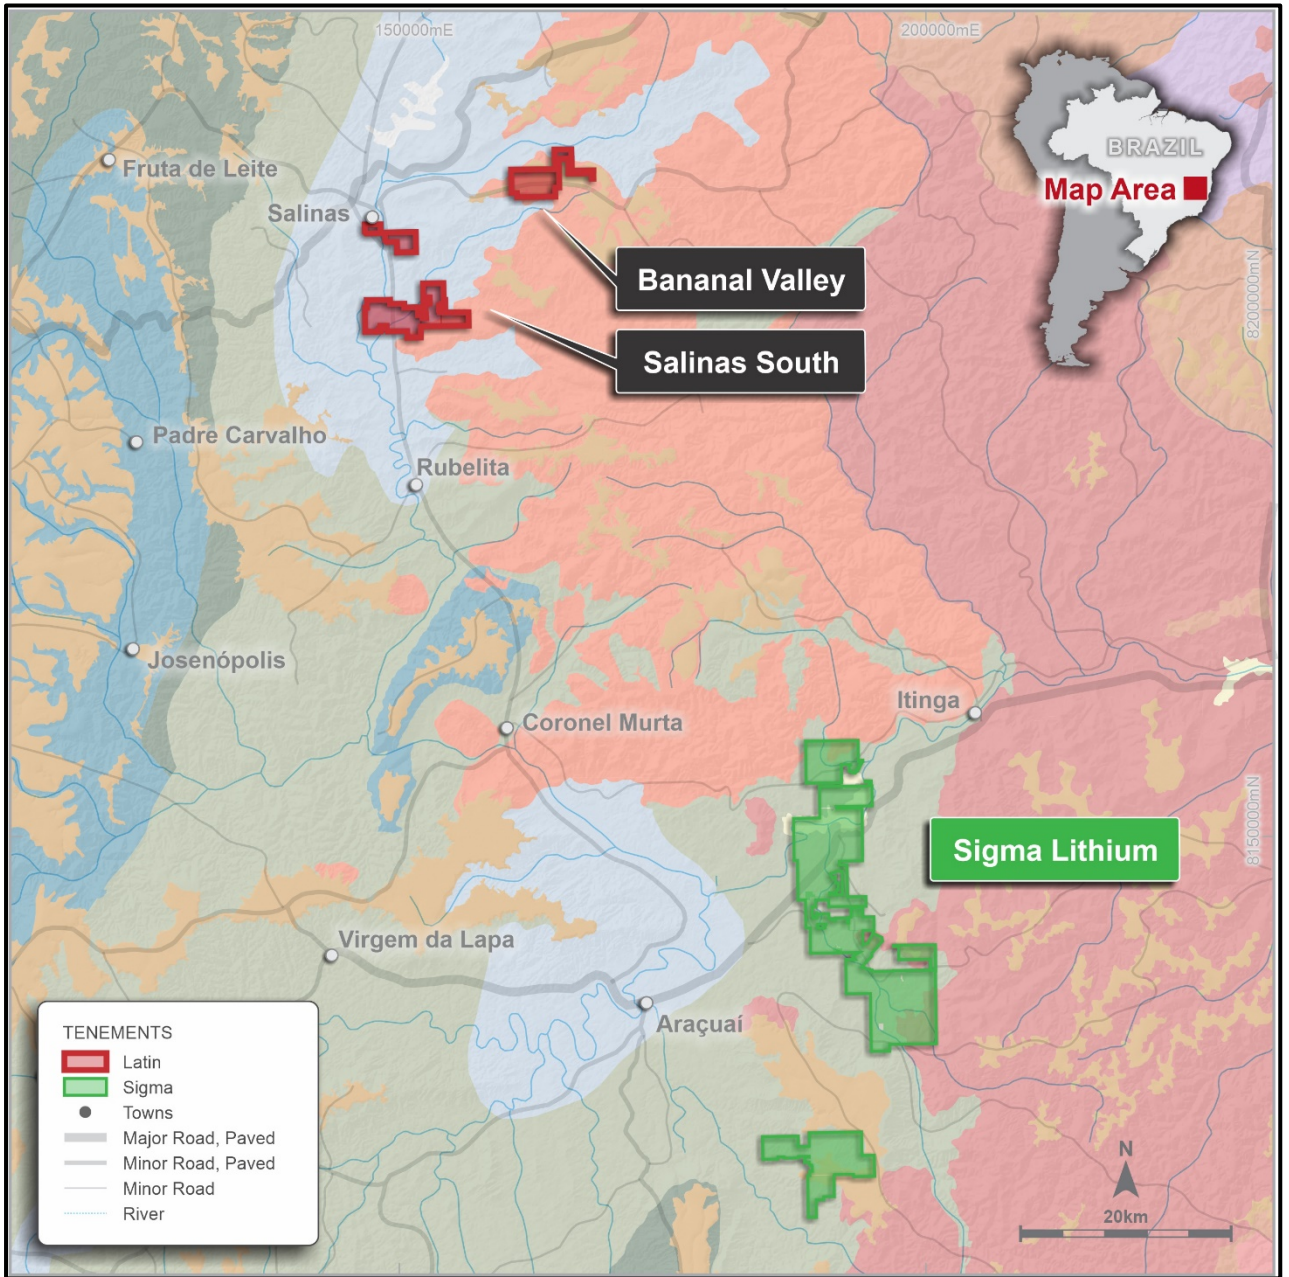 150000mE
200000mE
BRAZIL
Map Area
Fruta de Leite
Salinas
Bananal Valley
8200000mN
Salinas South
Padre Carvalho
Rubelita
Josenópolis
Itinga
Coronel Murta
8150000mN
Sigma Lithium
Virgem da Lapa
Araçuaí
TENEMENTS
Latin
Sigma
Towns
Major Road, Paved
Minor Road, Paved
Minor Road
River
N
20km